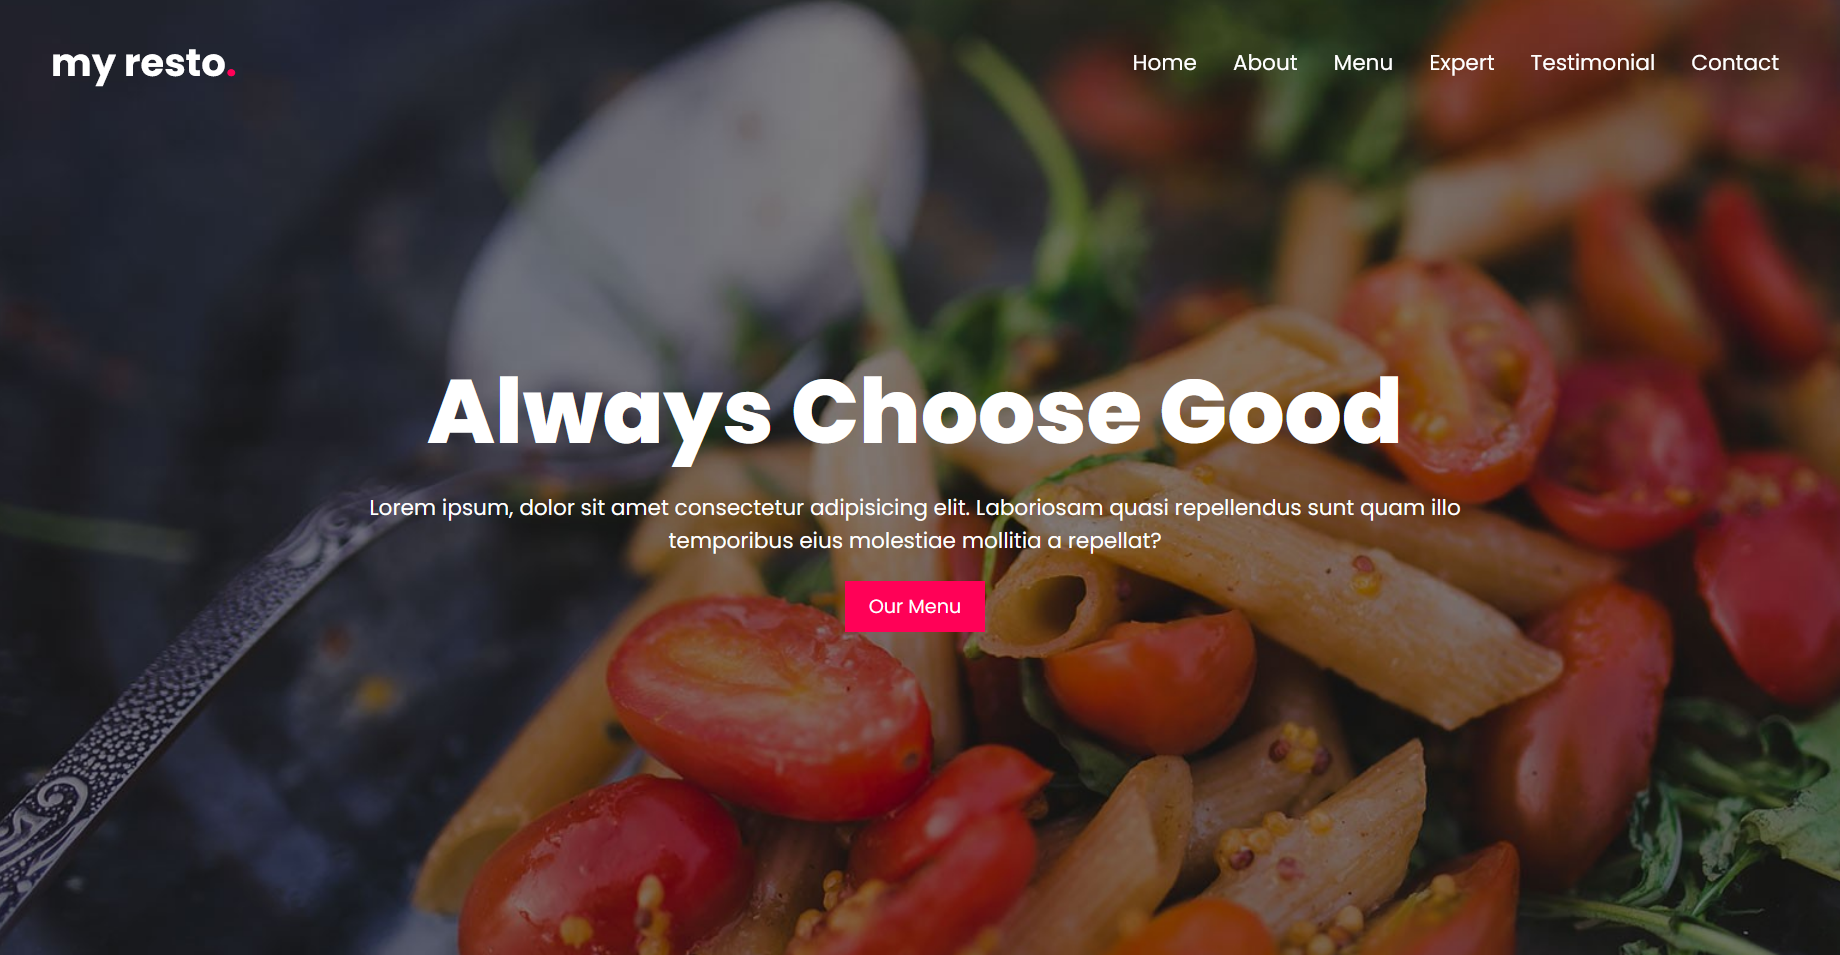 my resto.
Home About Menu Expert Testimonial Contact
Always Choose Good
Lorem ipsum, dolor sit amet consectetur adipisicing elit. Laboriosam quasi repellendus sunt quam illo
temporibus eius molestiae mollitia a repellat?
Our Menu